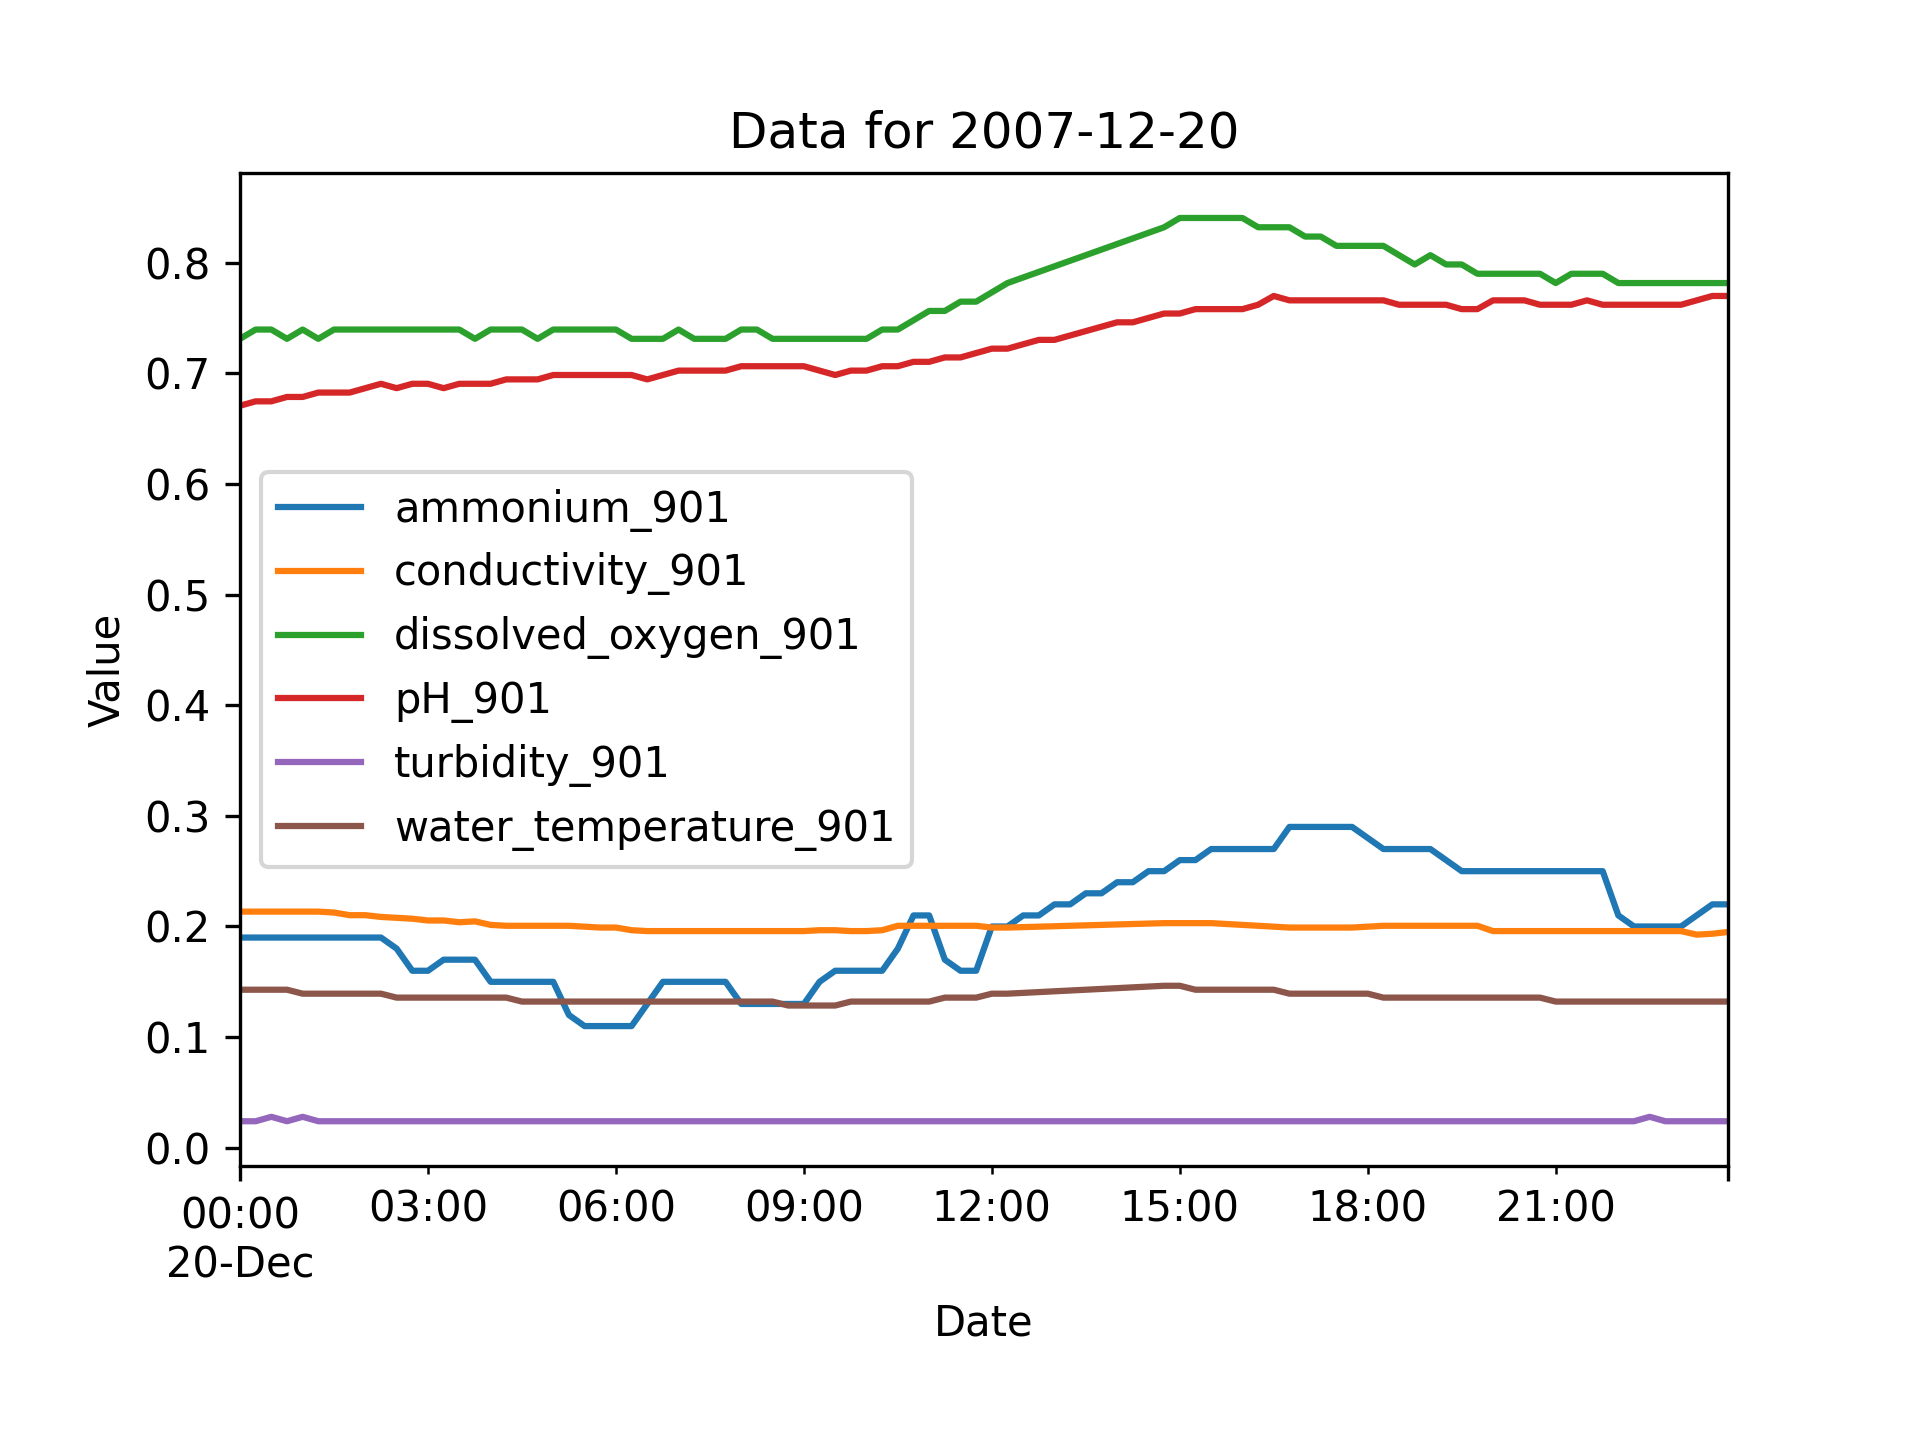 Data for 2007-12-20
Value
0.8
0.7
0.6
0.5
0.4
0.3
0.2
0.1
0.0
ammonium_901
conductivity_901
dissolved_oxygen_901
pH_901
turbidity_901
water_temperature_901
00:00 03:00 06:00 09:00 12:00 15:00 18:00 21:00
20-Dec
Date